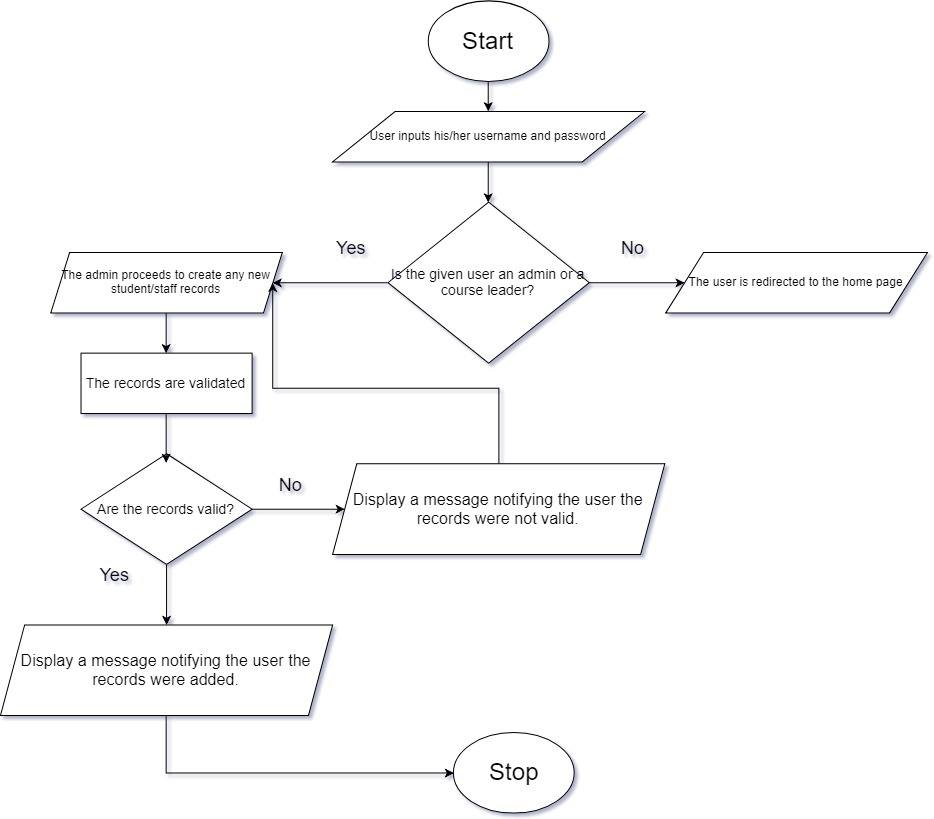 Start
User inputs his/her username and password
Yes
No
Is the given user an admin or a
course leader?
The admin proceeds to create any new
student/staff records
The user is redirected to the home page
The records are validated
No
Are the records valid?
Display a message notifying the user the
records were not valid.
Yes
Display a message notifying the user the
records were added.
Stop